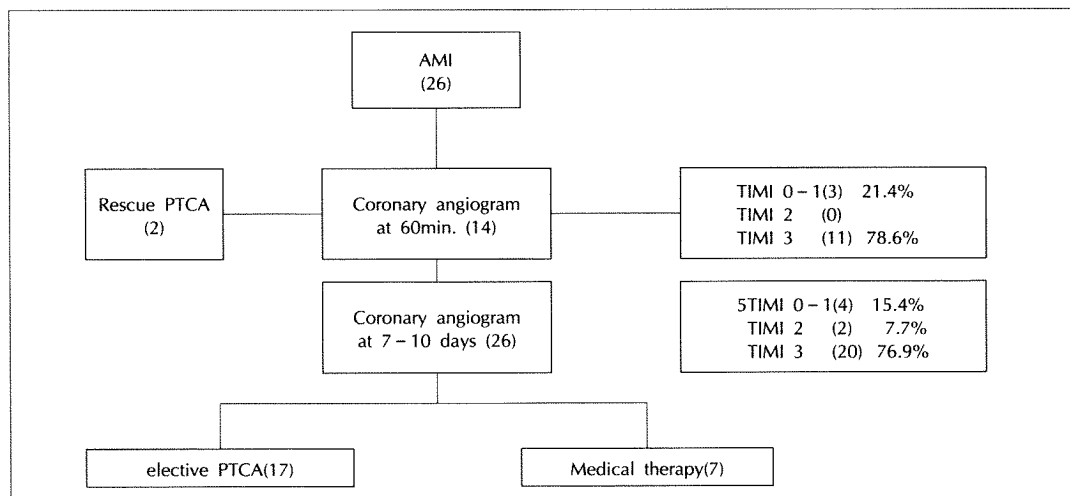 AMI
(26)
Rescue PTCA
(2)
Coronary angiogram
at 60min. (14)
TIMI 0–1(3) 21.4%
TIMI 2 (0)
TIMI 3 (11) 78.6%
Coronary angiogram
at 7–10 days (26)
5TIMI 0–1(4) 15.4%
TIMI 2 (2) 7.7%
TIMI 3 (20) 76.9%
elective PTCA(17)
Medical therapy(7)